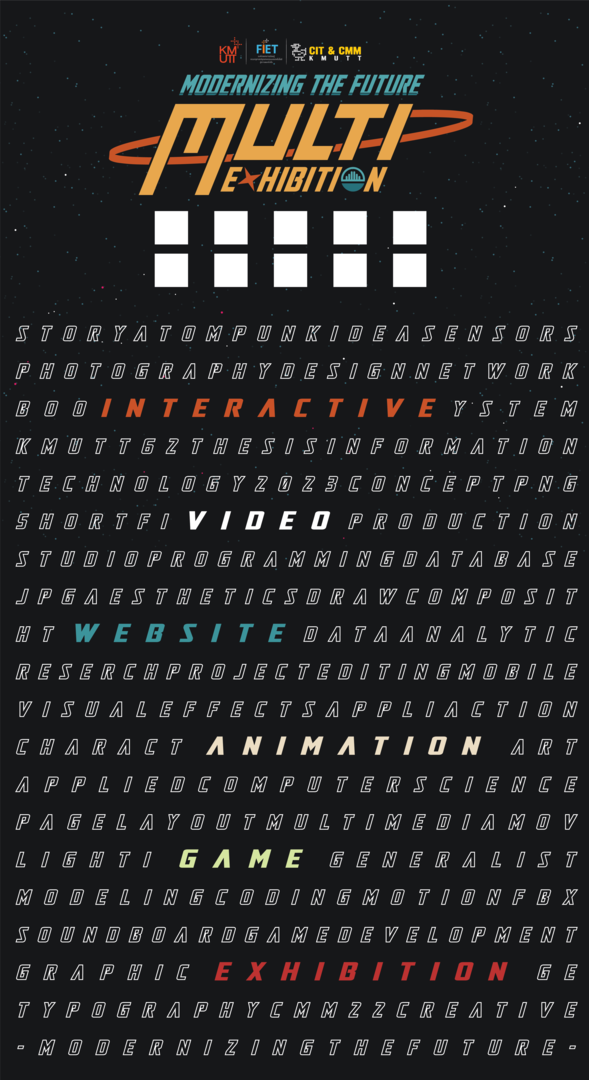 KMUTT
FIET
CIT & CMM
KMUTT
MODERNIZING THE FUTURE
M.U.L.T.I
EXHIBITION
STORYATOMPUNKIDEASENSORS
PHOTOGRAPHYDESIGNNETWORK
BOO INTERACTIVE YSTEM
KMUTT62THESISINFORMATION
TECHNOLOGY2023CONCEPTPNG
SHORTFI VIDEO PRODUCTION
STUDIOPROGRAMMINGDATABASE
JPGAESTHETICSDRAWCOMPOSIT
HT WEBSITE DATAANALYTIC
RESERCHPROJECTEDITINGMOBILE
VISUALEFFECTSAPPLIACTION
CHARACT ANIMATION ART
APPLIEDCOMPUTERSCIENCE
PAGELAYOUTMULTIMEDIAMOV
LIGHTI GAME GENERALIST
MODELINGCODINGMOTIONFBX
SOUNDBOARDGAMEDEVELOPMENT
GRAPHIC EXHIBITION GE
TYPOGRAPHYCMM22CREATIVE
-MODERNIZINGTHEFUTURE-